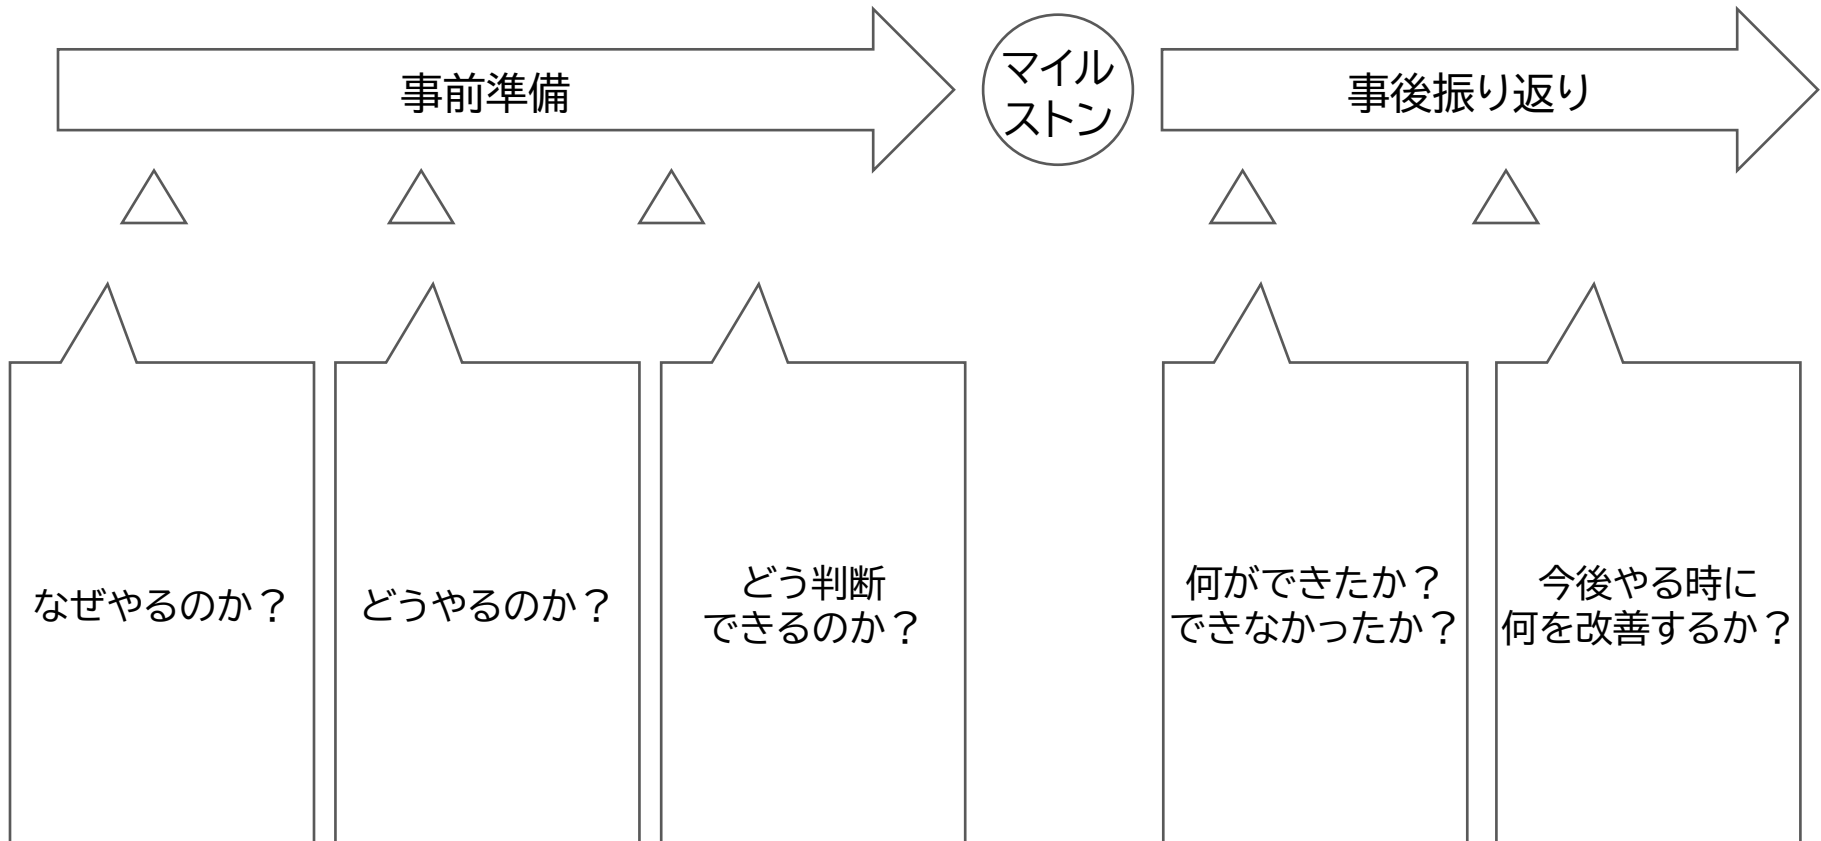 事前準備
マイル
ストン
事後振り返り
なぜやるのか？
どうやるのか？
どう判断
できるのか？
何ができたか？
できなかったか？
今後やる時に
何を改善するか？